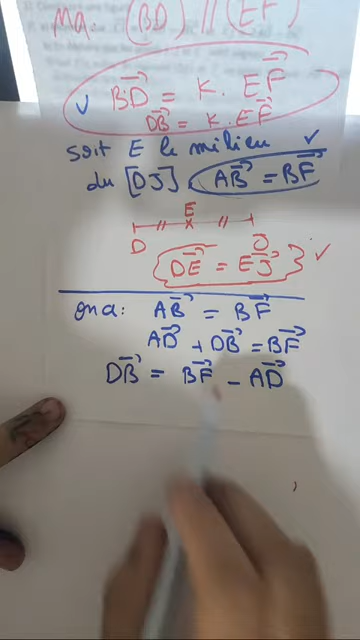 Mq: (BD) // (EF)
BD→ = K. EF→
DB→ = K. EF→
soit E le milieu
du [DJ]. AB→ = BF→
E
D J
DE→ = EJ→
on a: AB→ = BF→
AD→ + DB→ = BF→
DB→ = BF→ - AD→